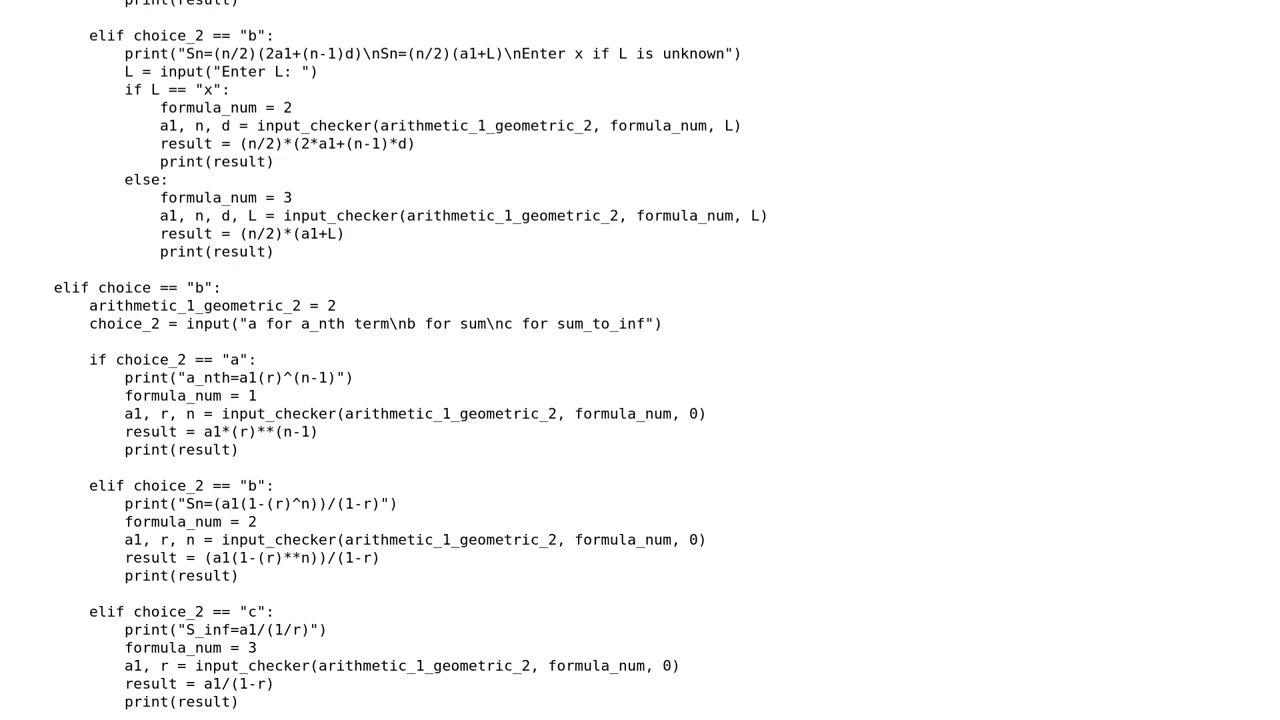 print(result)
elif choice_2 == "b":
print("Sn=(n/2)(2a1+(n-1)d)\nSn=(n/2)(a1+L)\nEnter x if L is unknown")
L = input("Enter L: ")
if L == "x":
formula_num = 2
a1, n, d = input_checker(arithmetic_1_geometric_2, formula_num, L)
result = (n/2)*(2*a1+(n-1)*d)
print(result)
else:
formula_num = 3
a1, n, d, L = input_checker(arithmetic_1_geometric_2, formula_num, L)
result = (n/2)*(a1+L)
print(result)
elif choice == "b":
arithmetic_1_geometric_2 = 2
choice_2 = input("a for a_nth term\nb for sum\nc for sum_to_inf")
if choice_2 == "a":
print("a_nth=a1(r)^(n-1)")
formula_num = 1
a1, r, n = input_checker(arithmetic_1_geometric_2, formula_num, 0)
result = a1*(r)**(n-1)
print(result)
elif choice_2 == "b":
print("Sn=(a1(1-(r)^n))/(1-r)")
formula_num = 2
a1, r, n = input_checker(arithmetic_1_geometric_2, formula_num, 0)
result = (a1(1-(r)**n))/(1-r)
print(result)
elif choice_2 == "c":
print("S_inf=a1/(1/r)")
formula_num = 3
a1, r = input_checker(arithmetic_1_geometric_2, formula_num, 0)
result = a1/(1-r)
print(result)